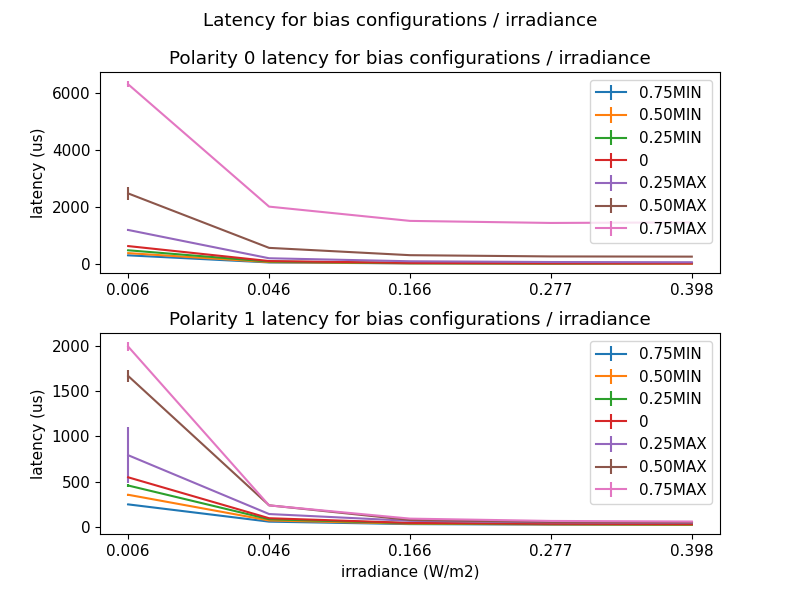 Latency for bias configurations / irradiance
Polarity 0 latency for bias configurations / irradiance
latency (us)
6000
4000
2000
0
0.75MIN
0.50MIN
0.25MIN
0
0.25MAX
0.50MAX
0.75MAX
0.006 0.046 0.166 0.277 0.398
Polarity 1 latency for bias configurations / irradiance
latency (us)
2000
1500
1000
500
0
0.75MIN
0.50MIN
0.25MIN
0
0.25MAX
0.50MAX
0.75MAX
0.006 0.046 0.166 0.277 0.398
irradiance (W/m2)